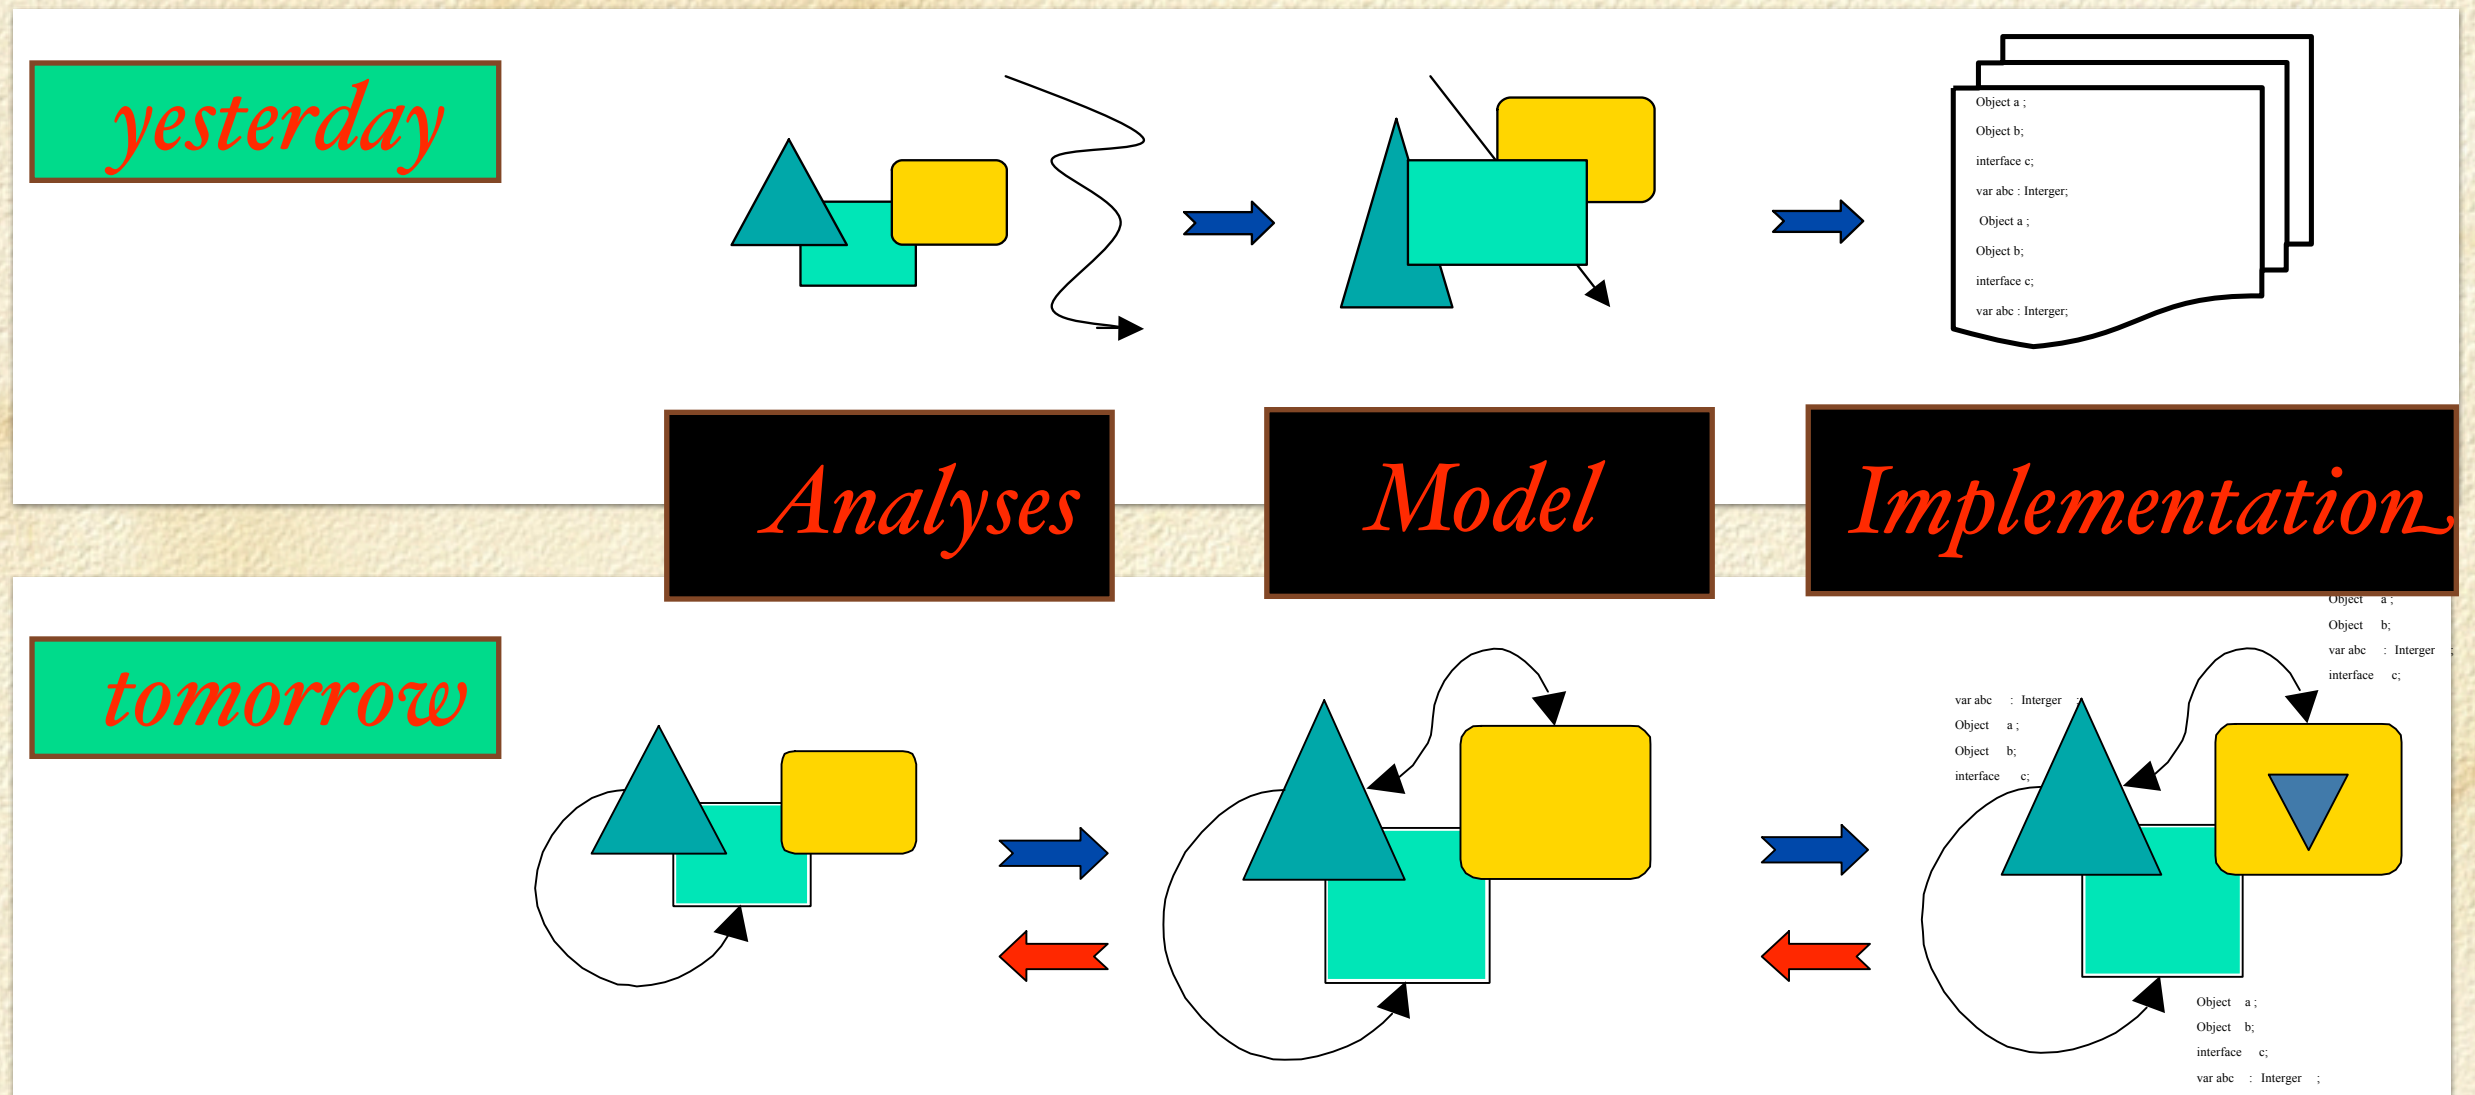 yesterday
Object a ;
Object b;
interface c;
var abc : Interger;
Object a ;
Object b;
interface c;
var abc : Interger;
Analyses
Model
Implementation
tomorrow
Object a ;
Object b;
var abc : Interger ;
interface c;
var abc : Interger ;
Object a ;
Object b;
interface c;
Object a ;
Object b;
interface c;
var abc : Interger ;